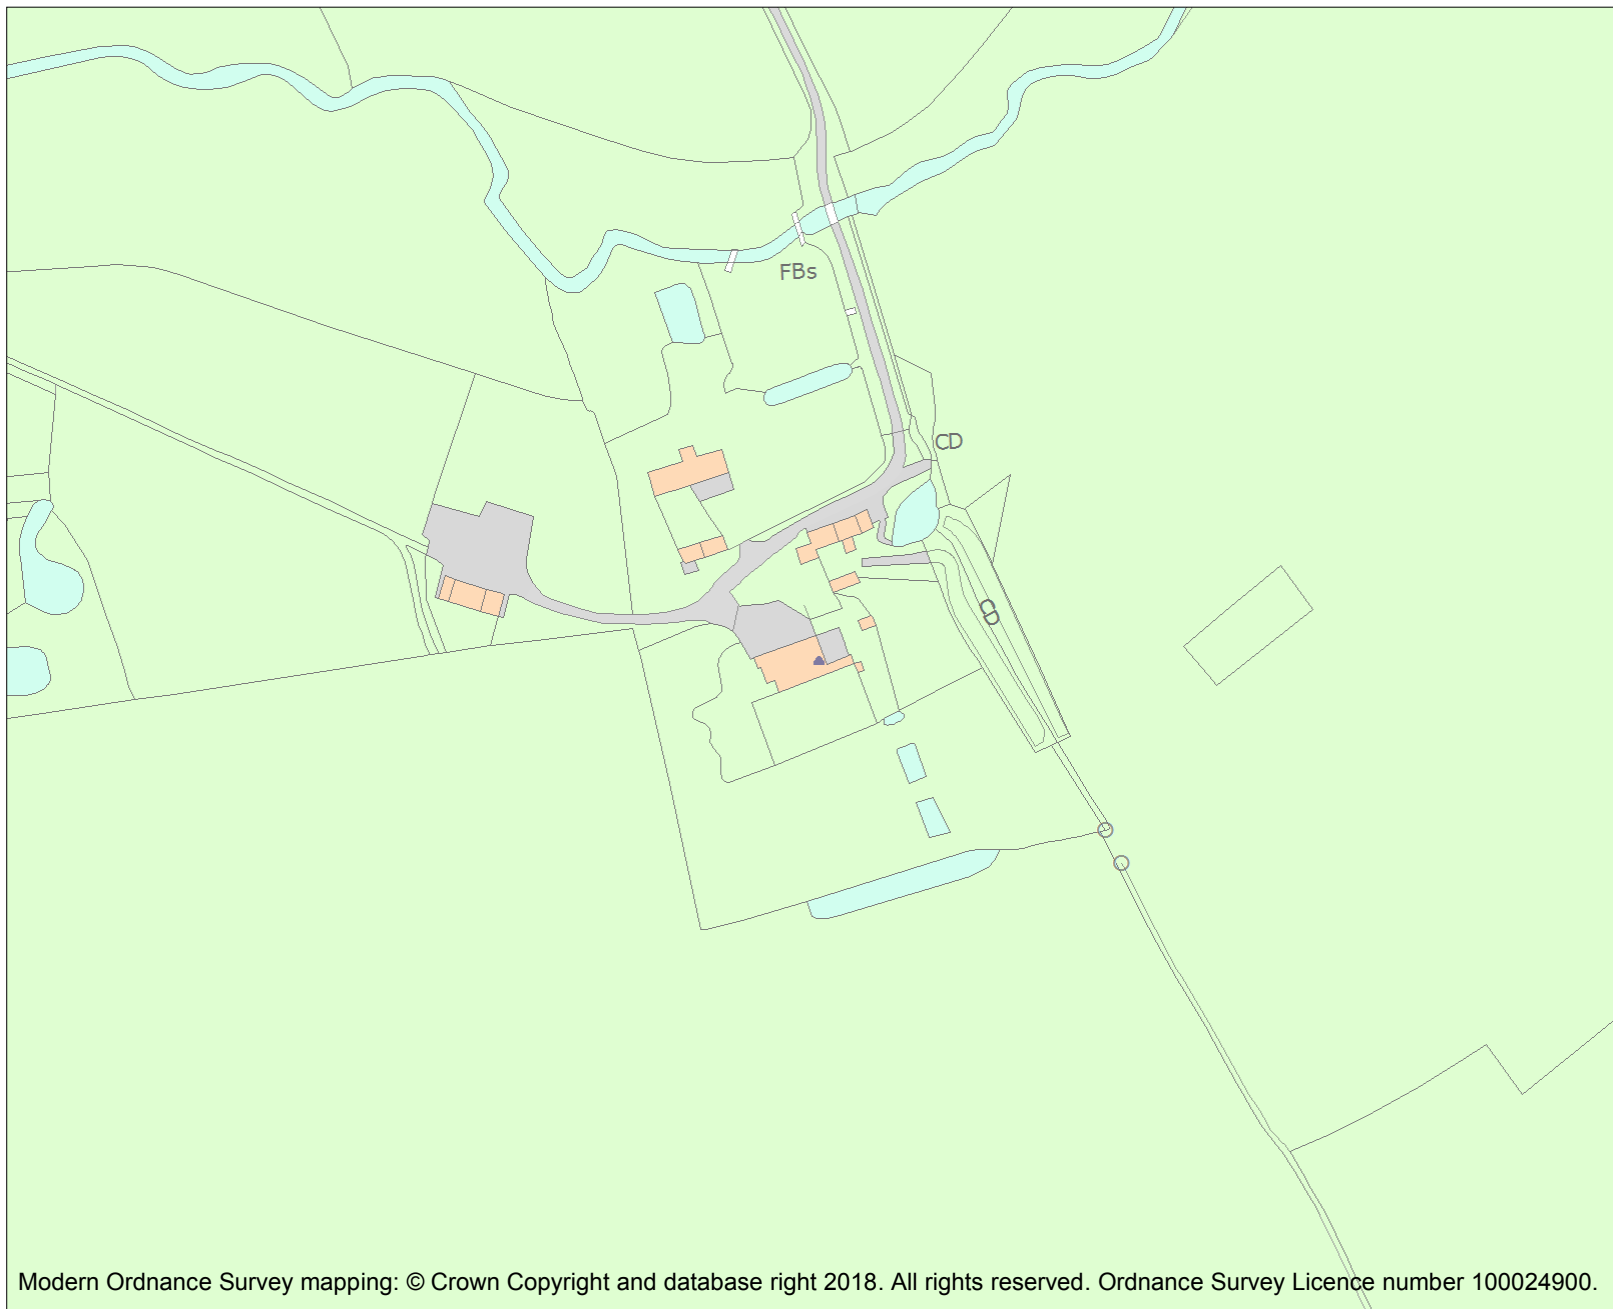 FBs
CD
CD
Modern Ordnance Survey mapping: © Crown Copyright and database right 2018. All rights reserved. Ordnance Survey Licence number 100024900.